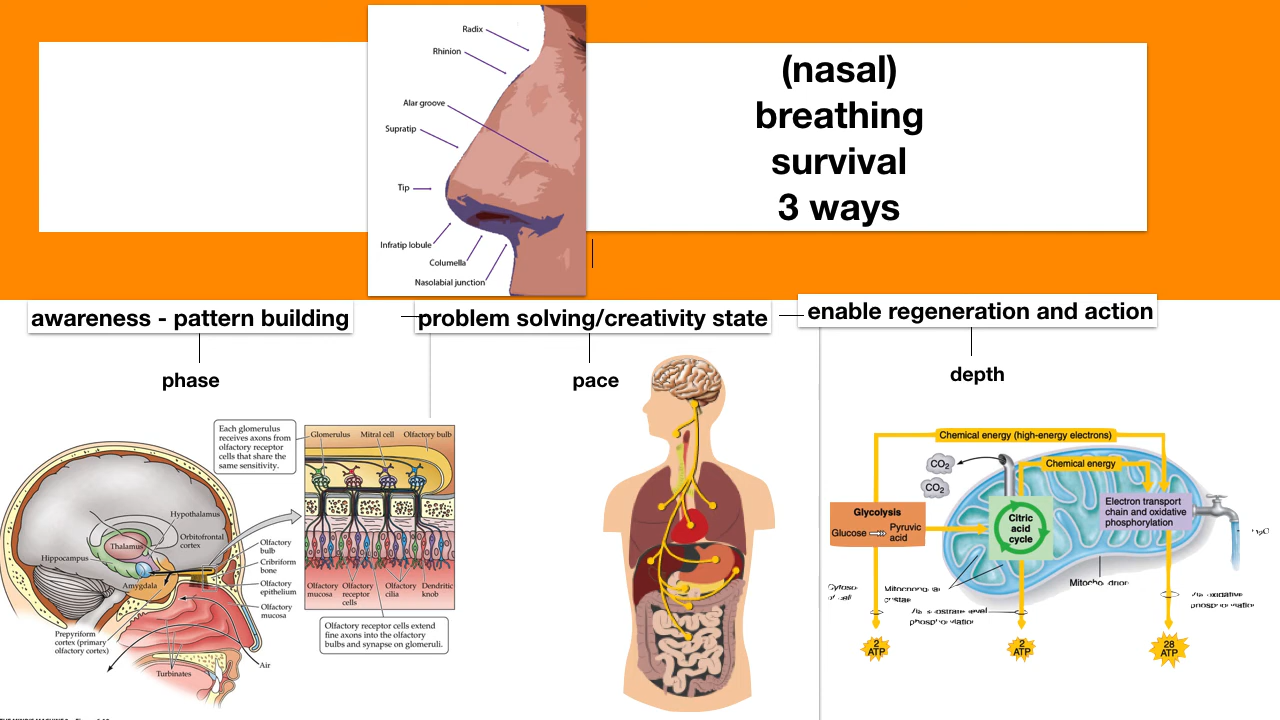 Radix
Rhinion
Alar groove
Supratip
Tip
Infratip lobule
Columella
Nasolabial junction
(nasal)
breathing
survival
3 ways
awareness - pattern building
problem solving/creativity state
enable regeneration and action
phase
pace
depth
Each glomerulus
receives axons from
olfactory receptor
cells that share the
same sensitivity.
Glomerulus
Mitral cell
Olfactory bulb
Hypothalamus
Orbitofrontal
cortex
Thalamus
Hippocampus
Amygdala
Olfactory
bulb
Cribriform
bone
Olfactory
epithelium
Olfactory
mucosa
Prepyriform
cortex (primary
olfactory cortex)
Air
Turbinates
Olfactory
mucosa
Olfactory
receptor
cells
Olfactory
cilia
Dendritic
knob
Olfactory receptor cells extend
fine axons into the olfactory
bulbs and synapse on glomeruli.
Chemical energy (high-energy electrons)
Chemical energy
CO2
CO2
Glycolysis
Glucose
Pyruvic
acid
Citric
acid
cycle
Electron transport
chain and oxidative
phosphorylation
2
ATP
2
ATP
28
ATP